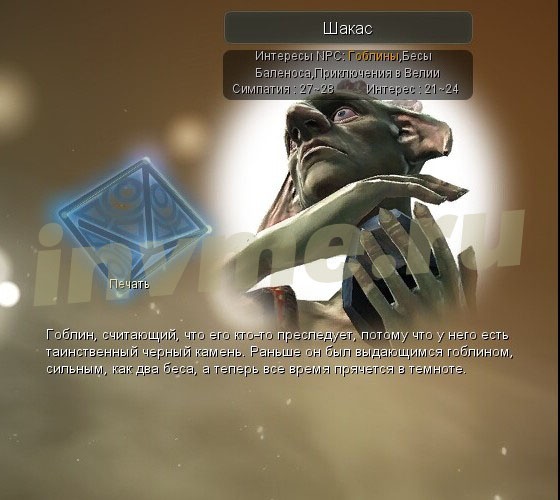 Шакас
Интересы NPC: Гоблины,Бесы
Баленоса,Приключения в Велии
Симпатия : 27~28 Интерес : 21~24
invme.ru
Печать
Гоблин, считающий, что его кто-то преследует, потому что у него есть
таинственный черный камень. Раньше он был выдающимся гоблином,
сильным, как два беса, а теперь все время прячется в темноте.